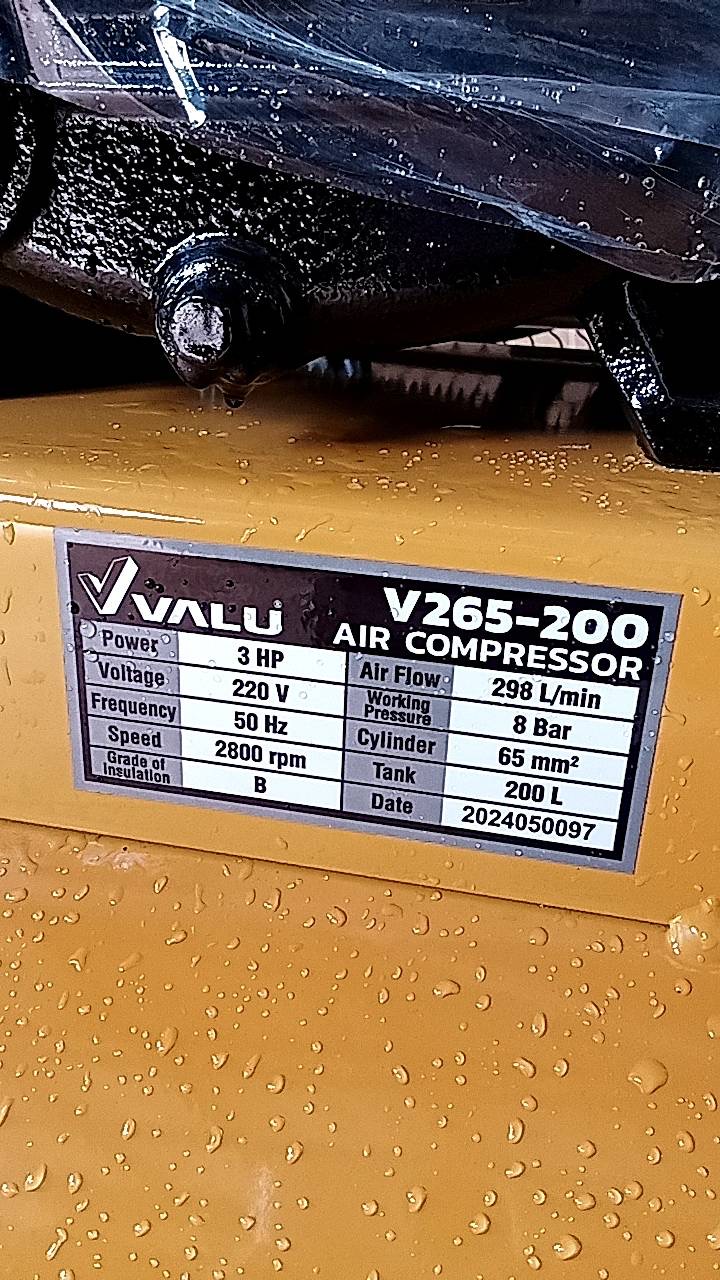 VALU
V265-200
AIR COMPRESSOR
Power 3 HP
Voltage 220 V
Frequency 50 Hz
Speed 2800 rpm
Grade of Insulation B
Air Flow 298 L/min
Working Pressure 8 Bar
Cylinder 65 mm²
Tank 200 L
Date 2024050097